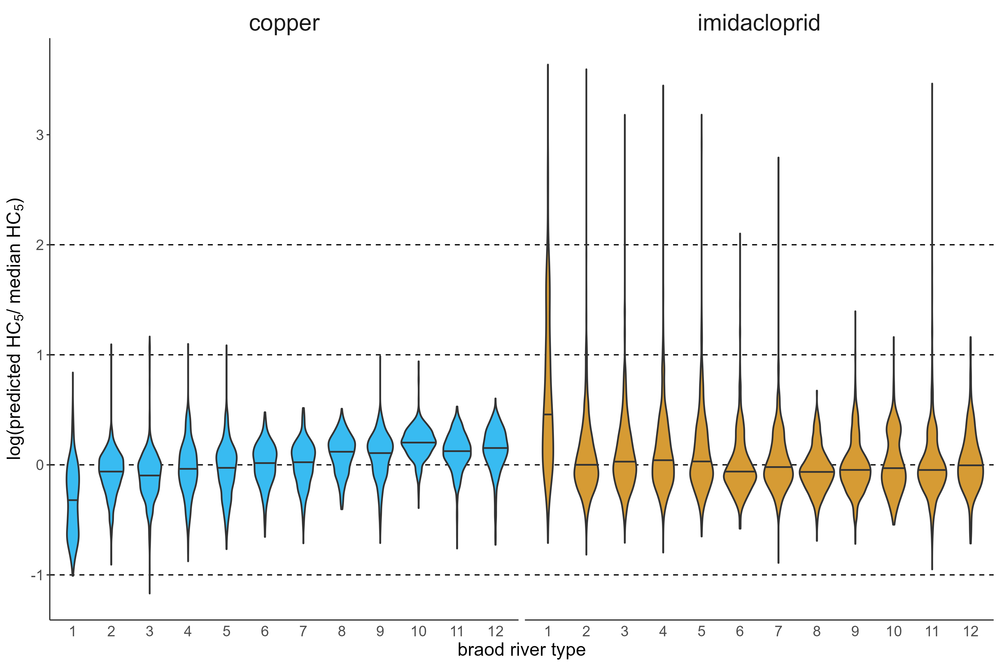 copper imidacloprid
log(predicted HC5/ median HC5)
3
2
1
0
-1
1 2 3 4 5 6 7 8 9 10 11 12 1 2 3 4 5 6 7 8 9 10 11 12
braod river type